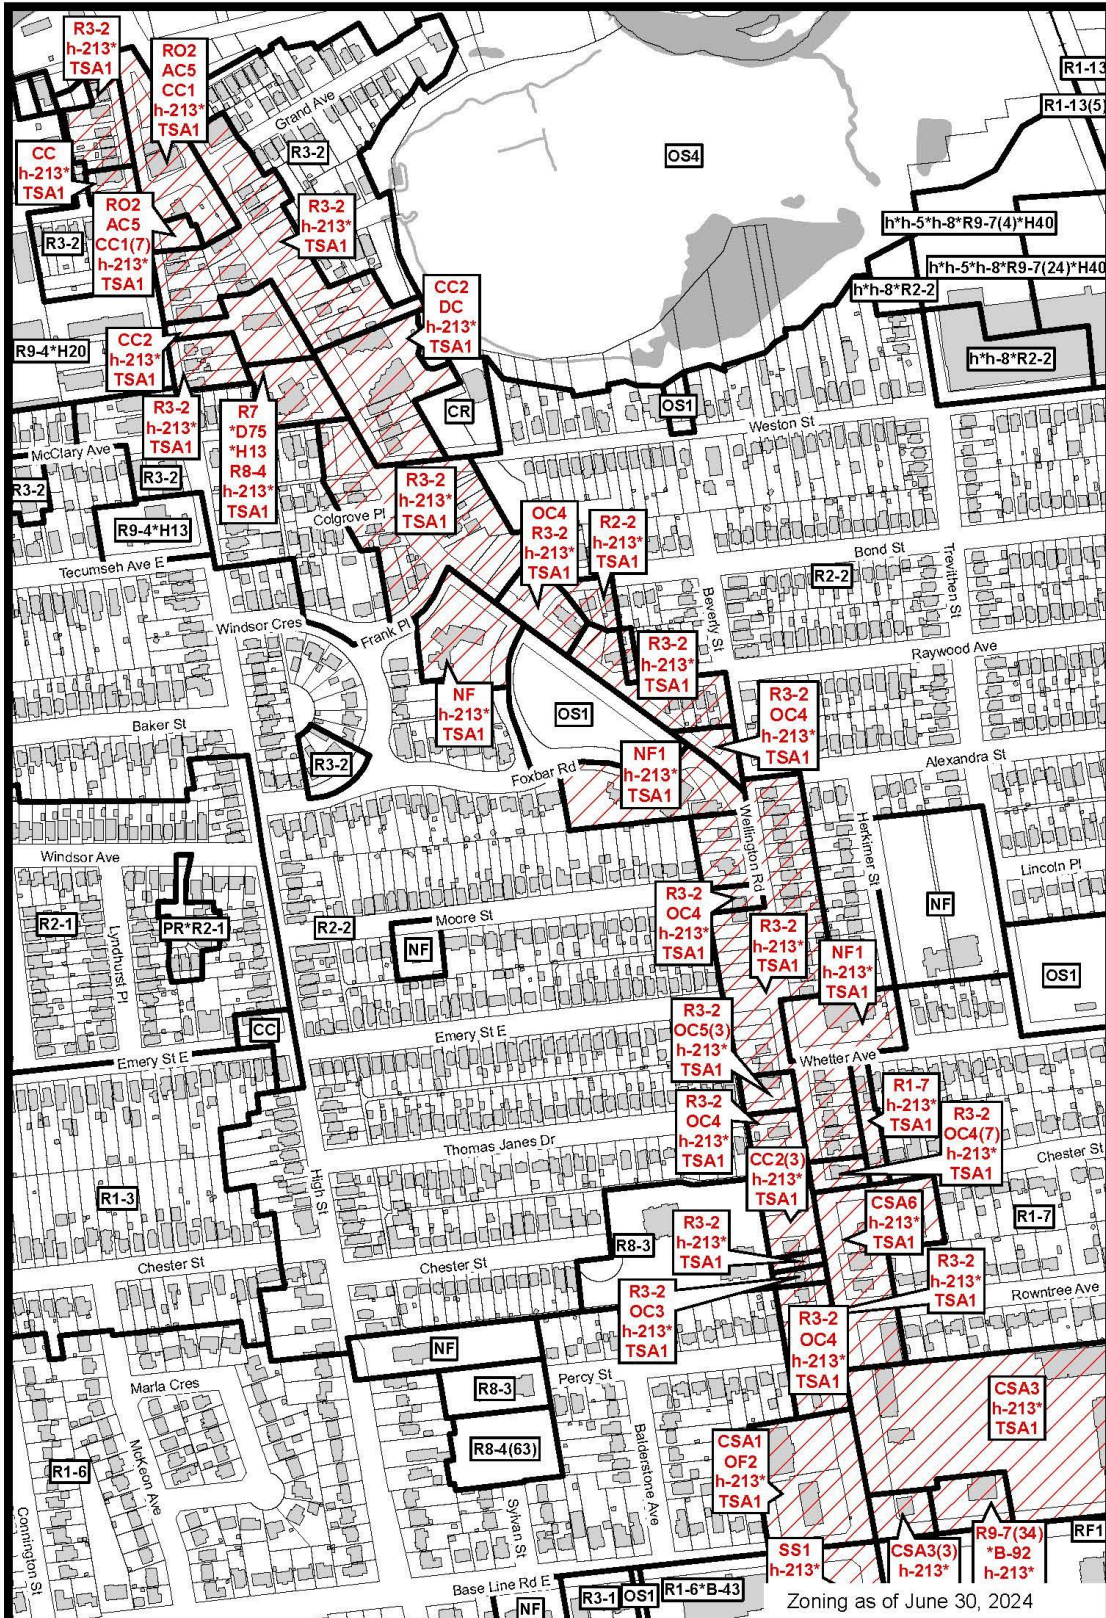 R3-2
h-213*
TSA1
RO2
AC5
CC1
h-213*
TSA1
Grand Ave
R3-2
OS4
R1-13
R1-13(5)
CC
h-213*
TSA1
RO2
AC5
CC1(7)
h-213*
TSA1
R3-2
R3-2
h-213*
TSA1
h*h-5*h-8*R9-7(4)*H40
h*h-5*h-8*R9-7(24)*H40
h*h-8*R2-2
h*h-8*R2-2
CC2
DC
h-213*
TSA1
R9-4*H20
CC2
h-213*
TSA1
R3-2
h-213*
TSA1
R7
*D75
*H13
R8-4
h-213*
TSA1
CR
OS1
Weston St
McClary Ave
R3-2
R3-2
R9-4*H13
Colgrove Pl
R3-2
h-213*
TSA1
OC4
R3-2
h-213*
TSA1
R2-2
h-213*
TSA1
Bond St
R2-2
Trevithen St
Tecumseh Ave E
Windsor Cres
Frank Pl
Beverly St
Raywood Ave
R3-2
h-213*
TSA1
NF
h-213*
TSA1
OS1
R3-2
OC4
h-213*
TSA1
Baker St
R3-2
Foxbar Rd
NF1
h-213*
TSA1
Alexandra St
Wellington Rd
Herkimer St
Lincoln Pl
Windsor Ave
R2-1
Lyndhurst Pl
PR*R2-1
R2-2
Moore St
NF
R3-2
OC4
h-213*
TSA1
R3-2
h-213*
TSA1
NF1
h-213*
TSA1
NF
OS1
CC
Emery St E
Emery St E
R3-2
OC5(3)
h-213*
TSA1
Whetter Ave
R3-2
OC4
h-213*
TSA1
R1-7
h-213*
TSA1
R3-2
OC4(7)
h-213*
TSA1
Chester St
Thomas Janes Dr
CC2(3)
h-213*
TSA1
High St
R1-3
CSA6
h-213*
TSA1
R1-7
R3-2
h-213*
TSA1
R8-3
Chester St
Chester St
R3-2
h-213*
TSA1
Rowntree Ave
R3-2
OC3
h-213*
TSA1
R3-2
OC4
h-213*
TSA1
NF
Marla Cres
R8-3
Percy St
CSA3
h-213*
TSA1
R1-6
McKeon Ave
R8-4(63)
Balderstone Ave
CSA1
OF2
h-213*
TSA1
Connington St
Sylvan St
SS1
h-213*
CSA3(3)
h-213*
R9-7(34)
*B-92
h-213*
RF1
Base Line Rd E
NF
R3-1
OS1
R1-6*B-43
Zoning as of June 30, 2024